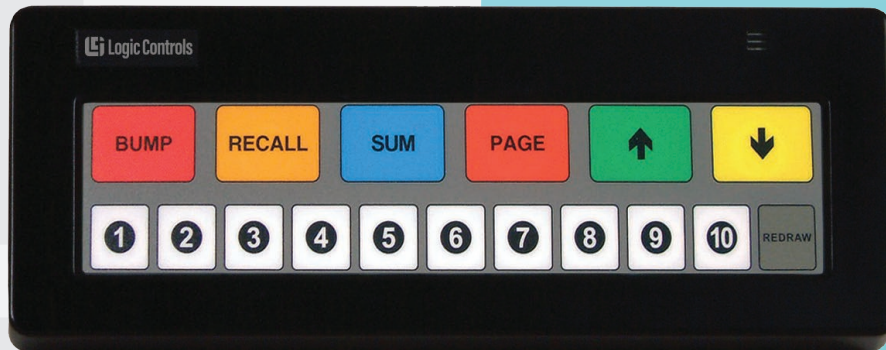 Logic Controls
BUMP RECALL SUM PAGE
1 2 3 4 5 6 7 8 9 10 REDRAW